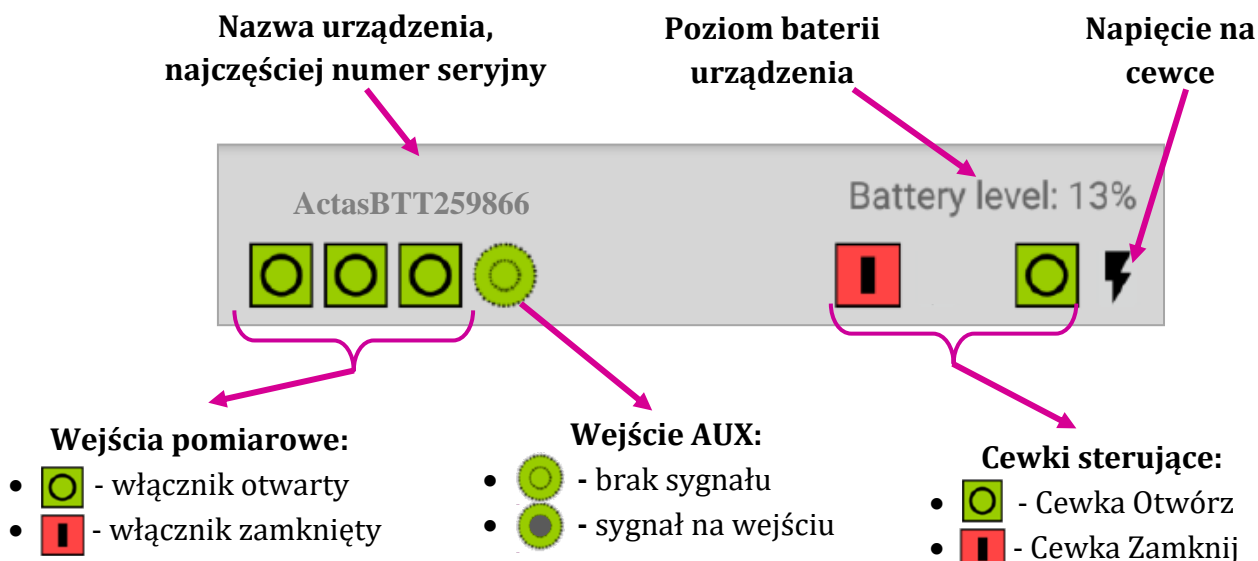 Nazwa urządzenia,
najczęściej numer seryjny
Poziom baterii
urządzenia
Napięcie na
cewce
ActasBTT259866
Battery level: 13%
Wejścia pomiarowe:
- włącznik otwarty
- włącznik zamknięty
Wejście AUX:
- brak sygnału
- sygnał na wejściu
Cewki sterujące:
- Cewka Otwórz
- Cewka Zamknij